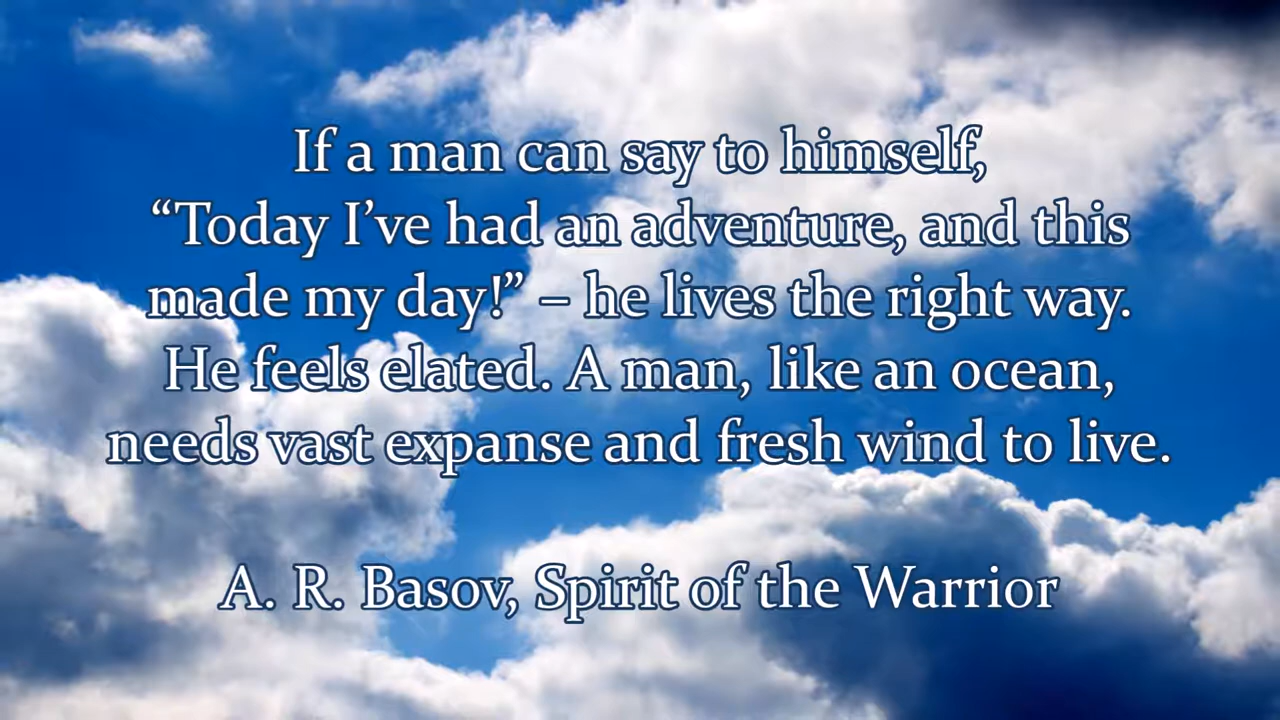 If a man can say to himself,
“Today I’ve had an adventure, and this
made my day!” – he lives the right way.
He feels elated. A man, like an ocean,
needs vast expanse and fresh wind to live.
A. R. Basov, Spirit of the Warrior